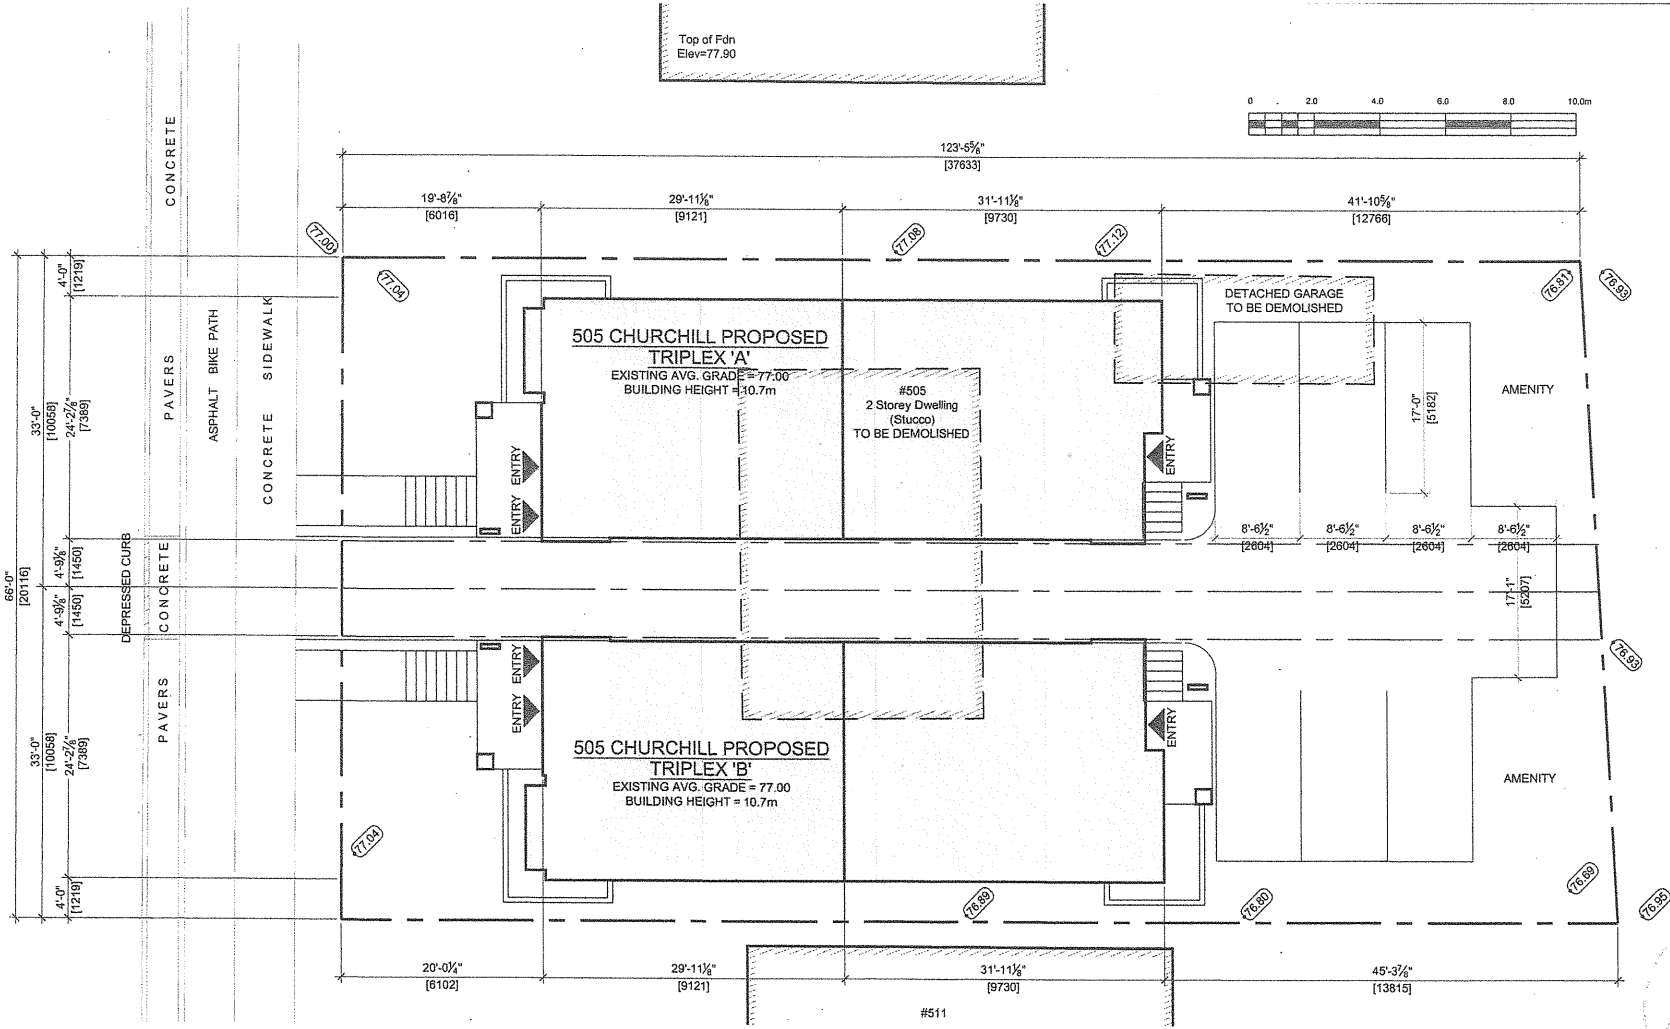 Top of Fdn
Elev=77.90
0 2.0 4.0 6.0 8.0 10.0m
123'-5⅝"
[37633]
19'-8⅞"
[6016]
29'-11⅛"
[9121]
31'-11⅛"
[9730]
41'-10⅝"
[12766]
77.00
77.08
77.12
77.04
76.81
76.93
CONCRETE
PAVERS
ASPHALT BIKE PATH
CONCRETE SIDEWALK
DEPRESSED CURB
CONCRETE
PAVERS
66'-0"
[20116]
33'-0"
[10058]
33'-0"
[10058]
4'-0"
[1219]
24'-2⅞"
[7389]
4'-9⅛"
[1450]
4'-9⅛"
[1450]
24'-2⅞"
[7389]
4'-0"
[1219]
505 CHURCHILL PROPOSED
TRIPLEX 'A'
EXISTING AVG. GRADE = 77.00
BUILDING HEIGHT = 10.7m
#505
2 Storey Dwelling
(Stucco)
TO BE DEMOLISHED
DETACHED GARAGE
TO BE DEMOLISHED
AMENITY
17'-0"
[5182]
ENTRY
ENTRY
ENTRY
8'-6½"
[2604]
8'-6½"
[2604]
8'-6½"
[2604]
8'-6½"
[2604]
17'-1"
[5207]
ENTRY
ENTRY
ENTRY
76.93
505 CHURCHILL PROPOSED
TRIPLEX 'B'
EXISTING AVG. GRADE = 77.00
BUILDING HEIGHT = 10.7m
AMENITY
77.04
76.89
76.80
76.69
76.95
20'-0¼"
[6102]
29'-11⅛"
[9121]
31'-11⅛"
[9730]
45'-3⅞"
[13815]
#511